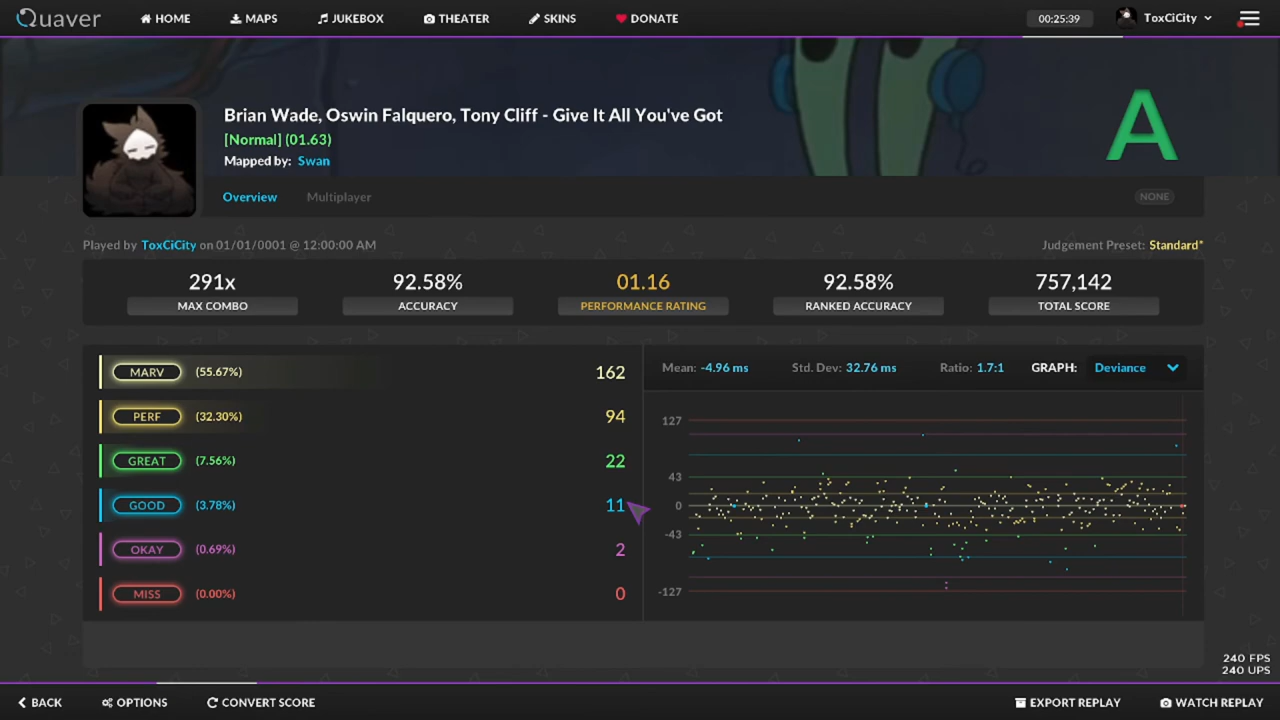 Quaver HOME MAPS JUKEBOX THEATER SKINS DONATE 00:25:39 ToxCiCity
Brian Wade, Oswin Falquero, Tony Cliff - Give It All You've Got
A
[Normal] (01.63)
Mapped by: Swan
Overview Multiplayer NONE
Played by ToxCiCity on 01/01/0001 @ 12:00:00 AM Judgement Preset: Standard*
291x 92.58% 01.16 92.58% 757,142
MAX COMBO ACCURACY PERFORMANCE RATING RANKED ACCURACY TOTAL SCORE
MARV (55.67%) 162
PERF (32.30%) 94
GREAT (7.56%) 22
GOOD (3.78%) 11
OKAY (0.69%) 2
MISS (0.00%) 0
Mean: -4.96 ms Std. Dev: 32.76 ms Ratio: 1.7:1 GRAPH: Deviance
127
43
0
-43
-127
240 FPS
240 UPS
BACK OPTIONS CONVERT SCORE EXPORT REPLAY WATCH REPLAY